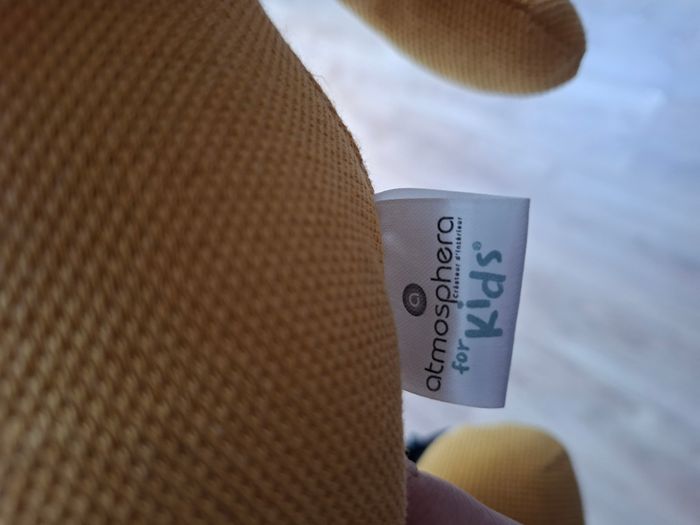 a
atmosphera
Créateur d'intérieur
for Kids®